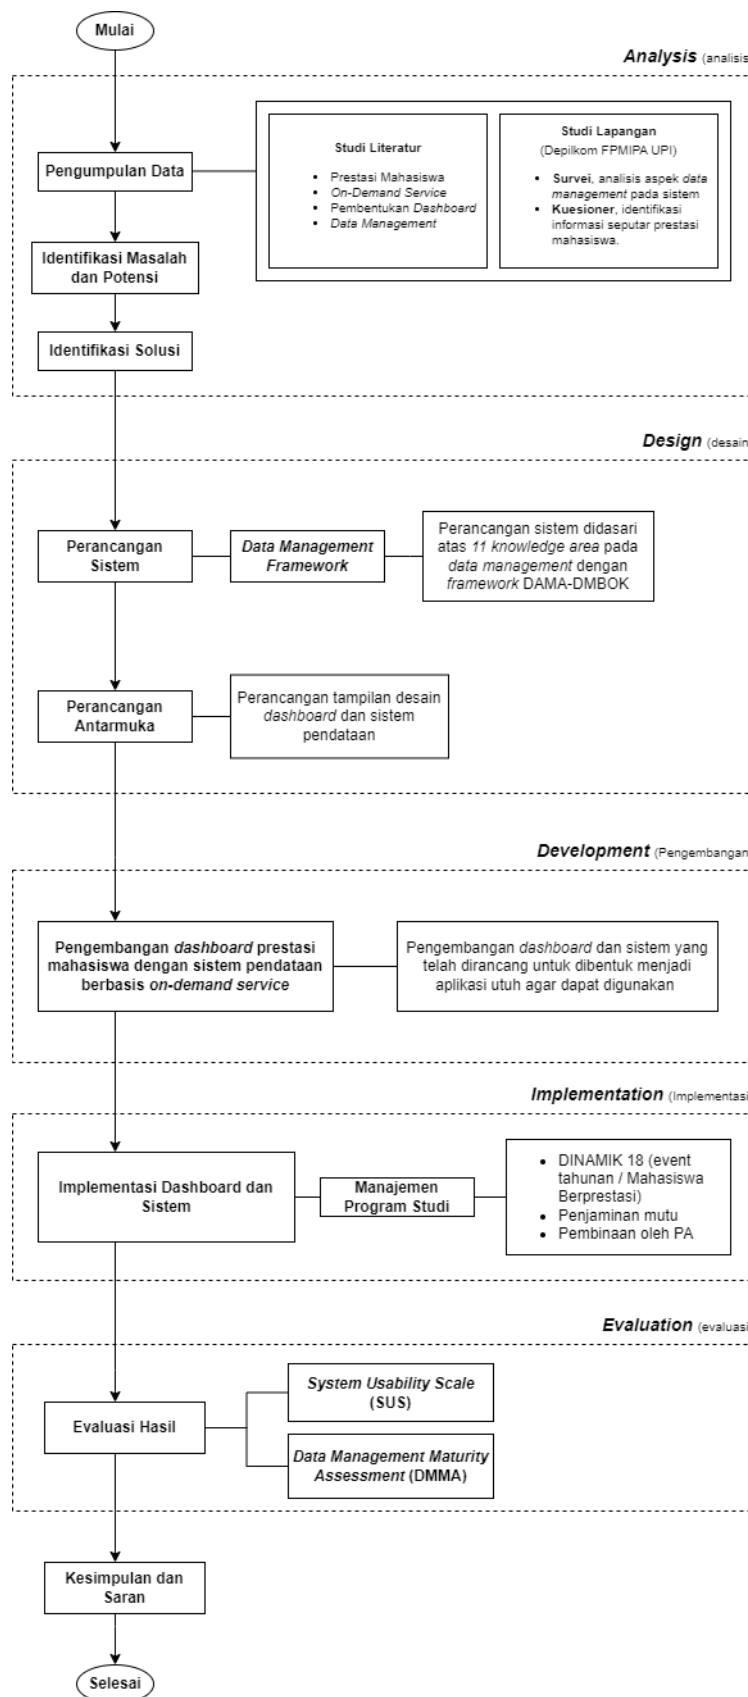 Mulai
Analysis (analisis
Pengumpulan Data
Studi Literatur
• Prestasi Mahasiswa
• On-Demand Service
• Pembentukan Dashboard
• Data Management
Studi Lapangan
(Depilkom FPMIPA UPI)
• Survei, analisis aspek data
management pada sistem
• Kuesioner, identifikasi
informasi seputar prestasi
mahasiswa.
Identifikasi Masalah
dan Potensi
Identifikasi Solusi
Design (desain
Perancangan
Sistem
Data Management
Framework
Perancangan sistem didasari
atas 11 knowledge area pada
data management dengan
framework DAMA-DMBOK
Perancangan
Antarmuka
Perancangan tampilan desain
dashboard dan sistem
pendataan
Development (Pengembangan
Pengembangan dashboard prestasi
mahasiswa dengan sistem pendataan
berbasis on-demand service
Pengembangan dashboard dan sistem yang
telah dirancang untuk dibentuk menjadi
aplikasi utuh agar dapat digunakan
Implementation (Implementasi
Implementasi Dashboard dan
Sistem
Manajemen
Program Studi
• DINAMIK 18 (event
tahunan / Mahasiswa
Berprestasi)
• Penjaminan mutu
• Pembinaan oleh PA
Evaluation (evaluasi
Evaluasi Hasil
System Usability Scale
(SUS)
Data Management Maturity
Assessment (DMMA)
Kesimpulan dan
Saran
Selesai